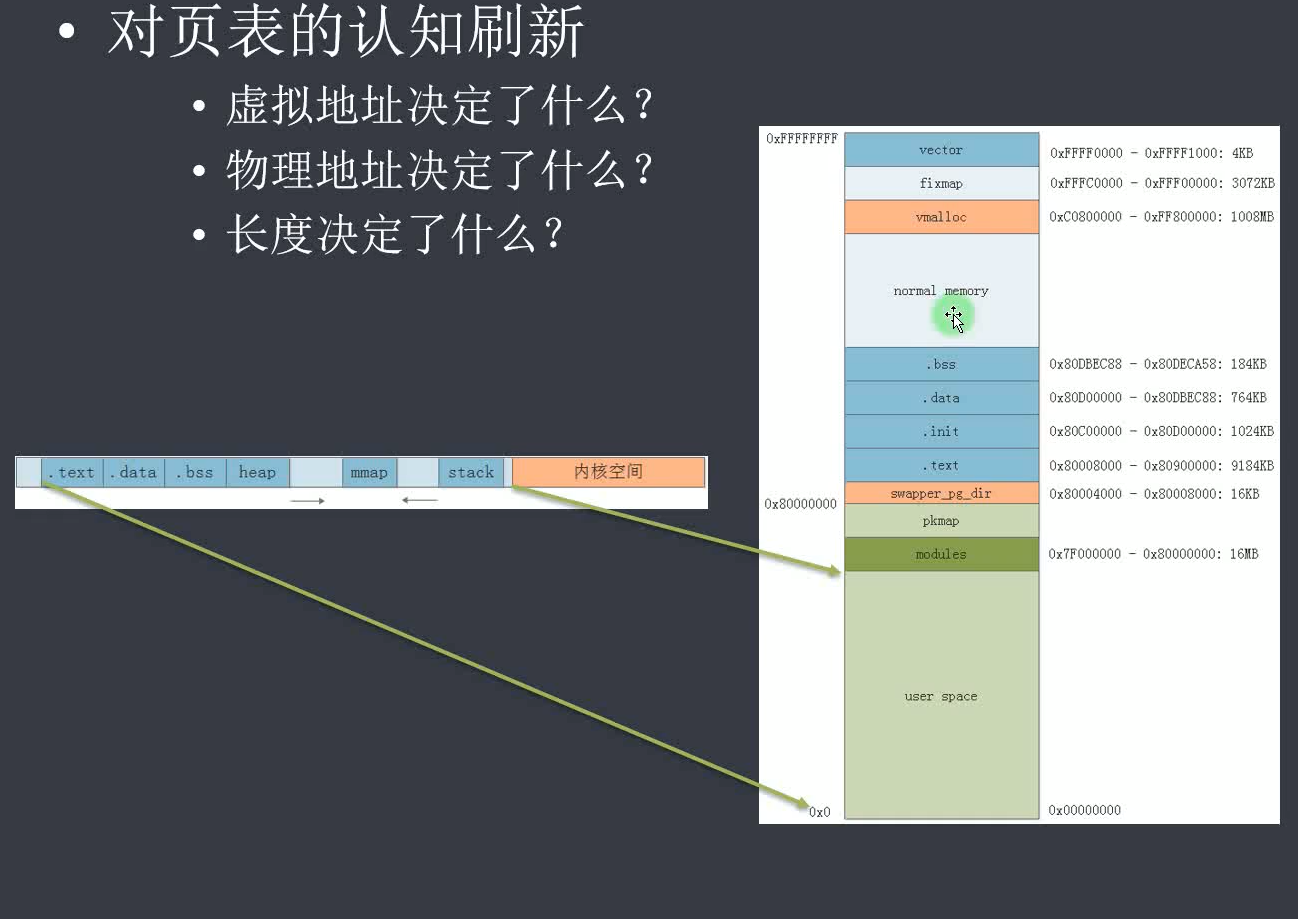 • 对页表的认知刷新
• 虚拟地址决定了什么？
• 物理地址决定了什么？
• 长度决定了什么？
.text .data .bss heap mmap stack 内核空间
0xFFFFFFFF
vector 0xFFFF0000 - 0xFFFF1000: 4KB
fixmap 0xFFFC0000 - 0xFFF00000: 3072KB
vmalloc 0xC0800000 - 0xFF800000: 1008MB
normal memory
.bss 0x80DBEC88 - 0x80DECA58: 184KB
.data 0x80D00000 - 0x80DBEC88: 764KB
.init 0x80C00000 - 0x80D00000: 1024KB
.text 0x80008000 - 0x80900000: 9184KB
swapper_pg_dir 0x80004000 - 0x80008000: 16KB
0x80000000
pkmap
modules 0x7F000000 - 0x80000000: 16MB
user space
0x0 0x00000000